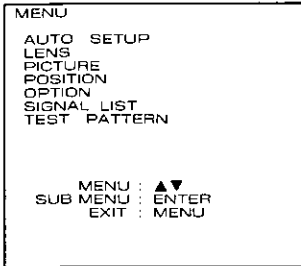 MENU
AUTO SETUP
LENS
PICTURE
POSITION
OPTION
SIGNAL LIST
TEST PATTERN
MENU : ▲▼
SUB MENU : ENTER
EXIT : MENU